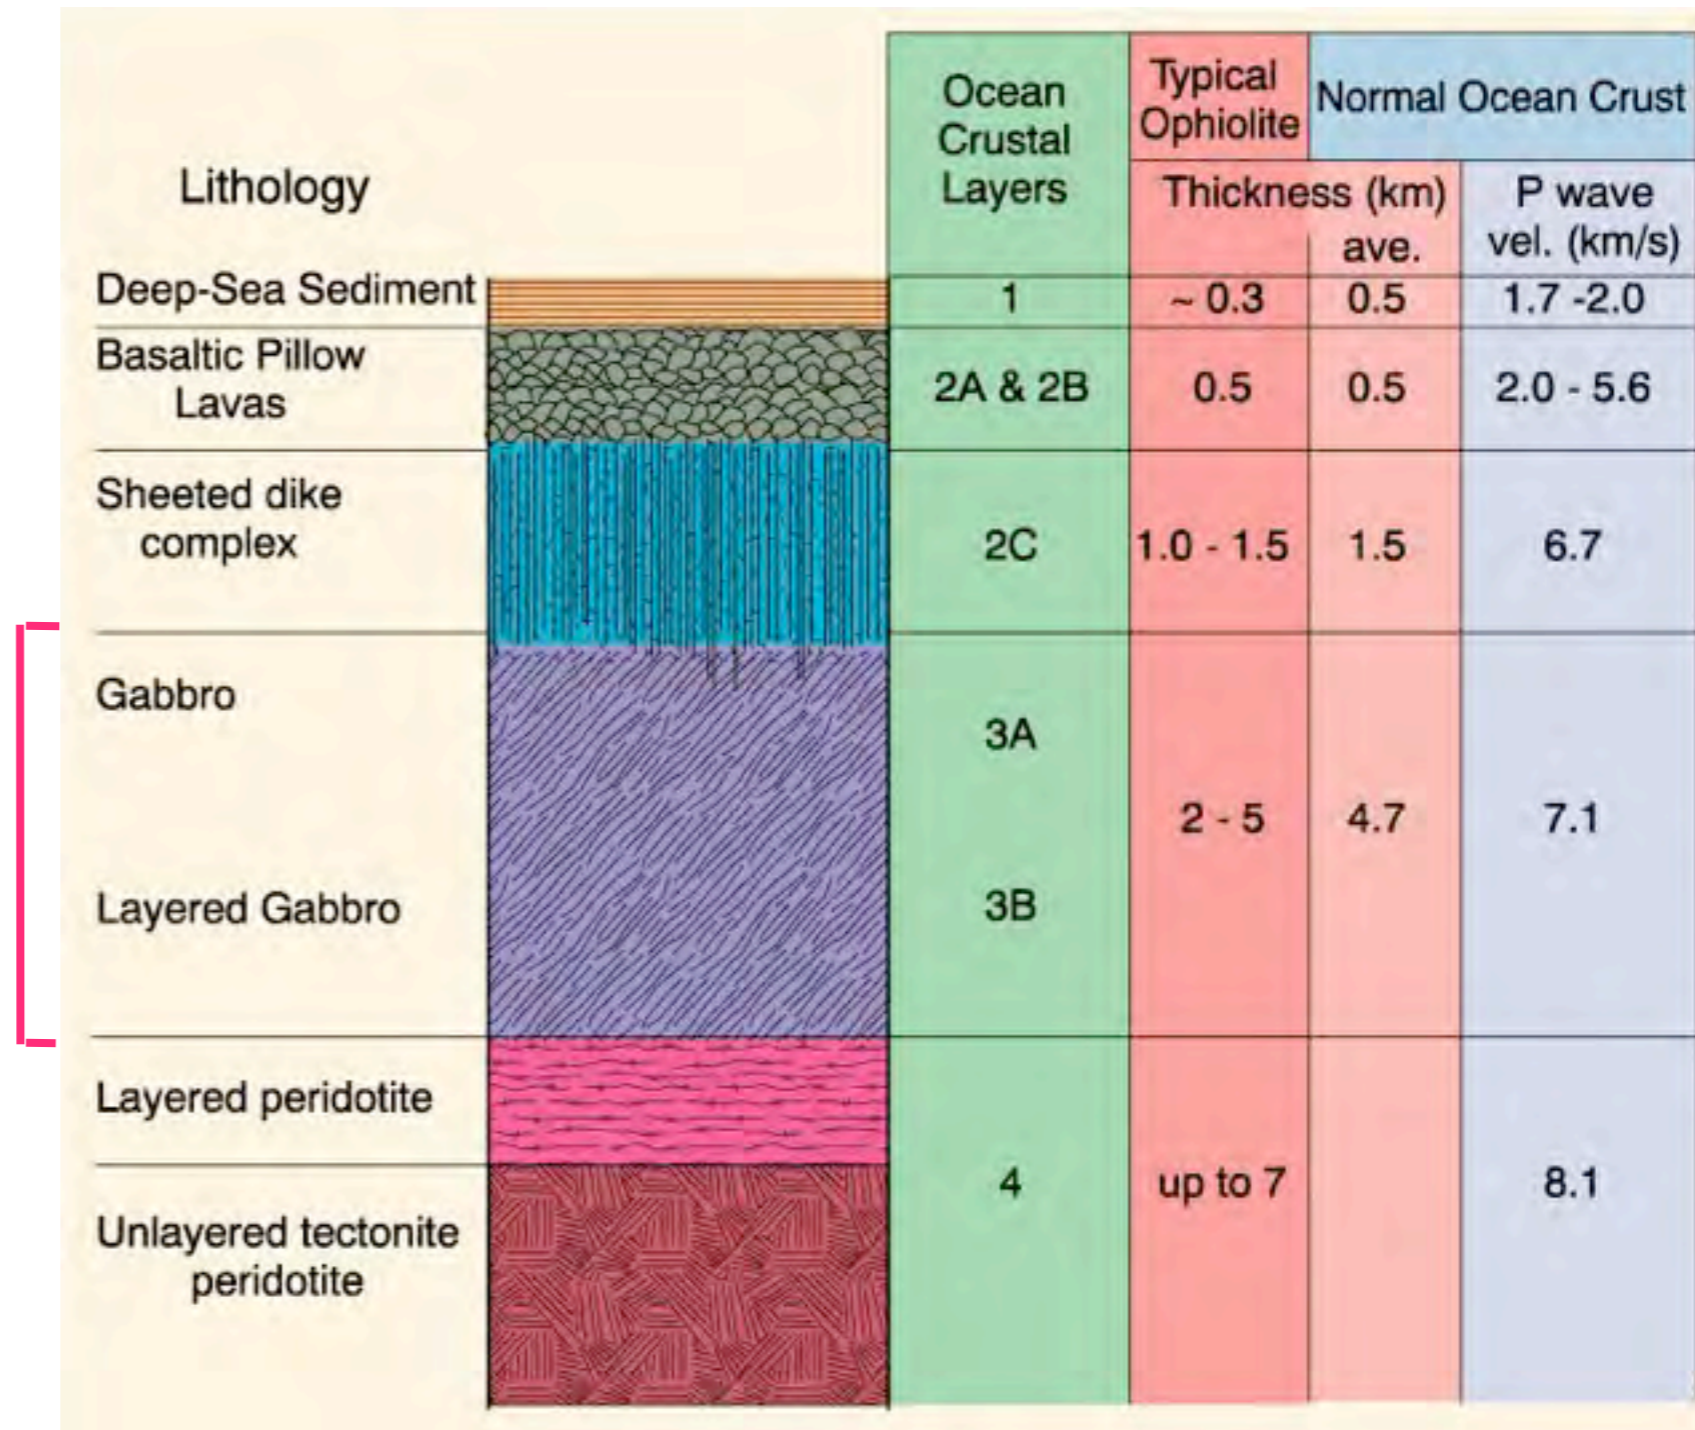 Lithology
Ocean
Crustal
Layers
Typical
Ophiolite
Normal Ocean Crust
Thickness (km)
ave.
P wave
vel. (km/s)
Deep-Sea Sediment
1
~ 0.3
0.5
1.7 -2.0
Basaltic Pillow
Lavas
2A & 2B
0.5
0.5
2.0 - 5.6
Sheeted dike
complex
2C
1.0 - 1.5
1.5
6.7
Gabbro
3A
2 - 5
4.7
7.1
Layered Gabbro
3B
Layered peridotite
4
up to 7
8.1
Unlayered tectonite
peridotite